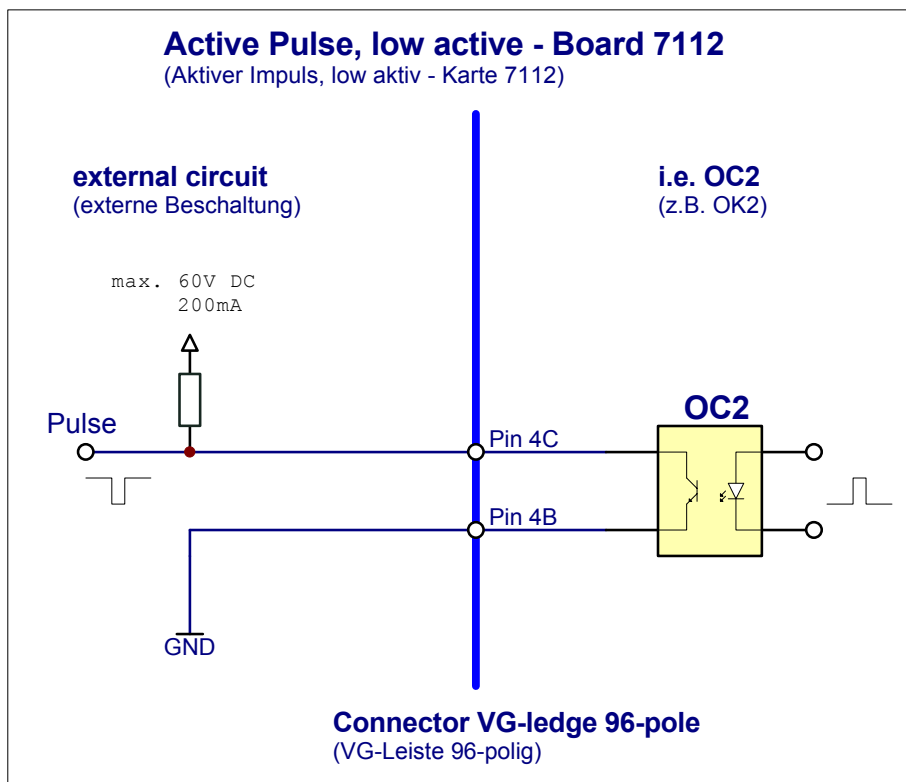 Active Pulse, low active - Board 7112
(Aktiver Impuls, low aktiv - Karte 7112)
external circuit
(externe Beschaltung)
i.e. OC2
(z.B. OK2)
max. 60V DC
200mA
OC2
Pulse
Pin 4C
Pin 4B
GND
Connector VG-ledge 96-pole
(VG-Leiste 96-polig)